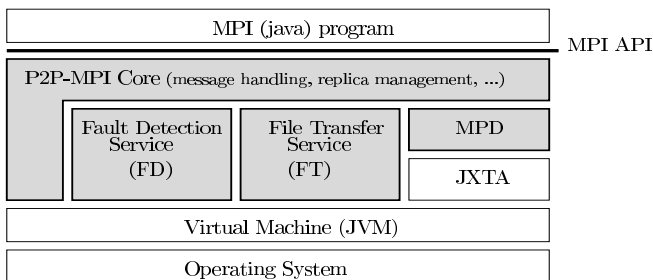 MPI (java) program
MPI API
P2P-MPI Core (message handling, replica management, ...)
Fault Detection
Service
(FD)
File Transfer
Service
(FT)
MPD
JXTA
Virtual Machine (JVM)
Operating System